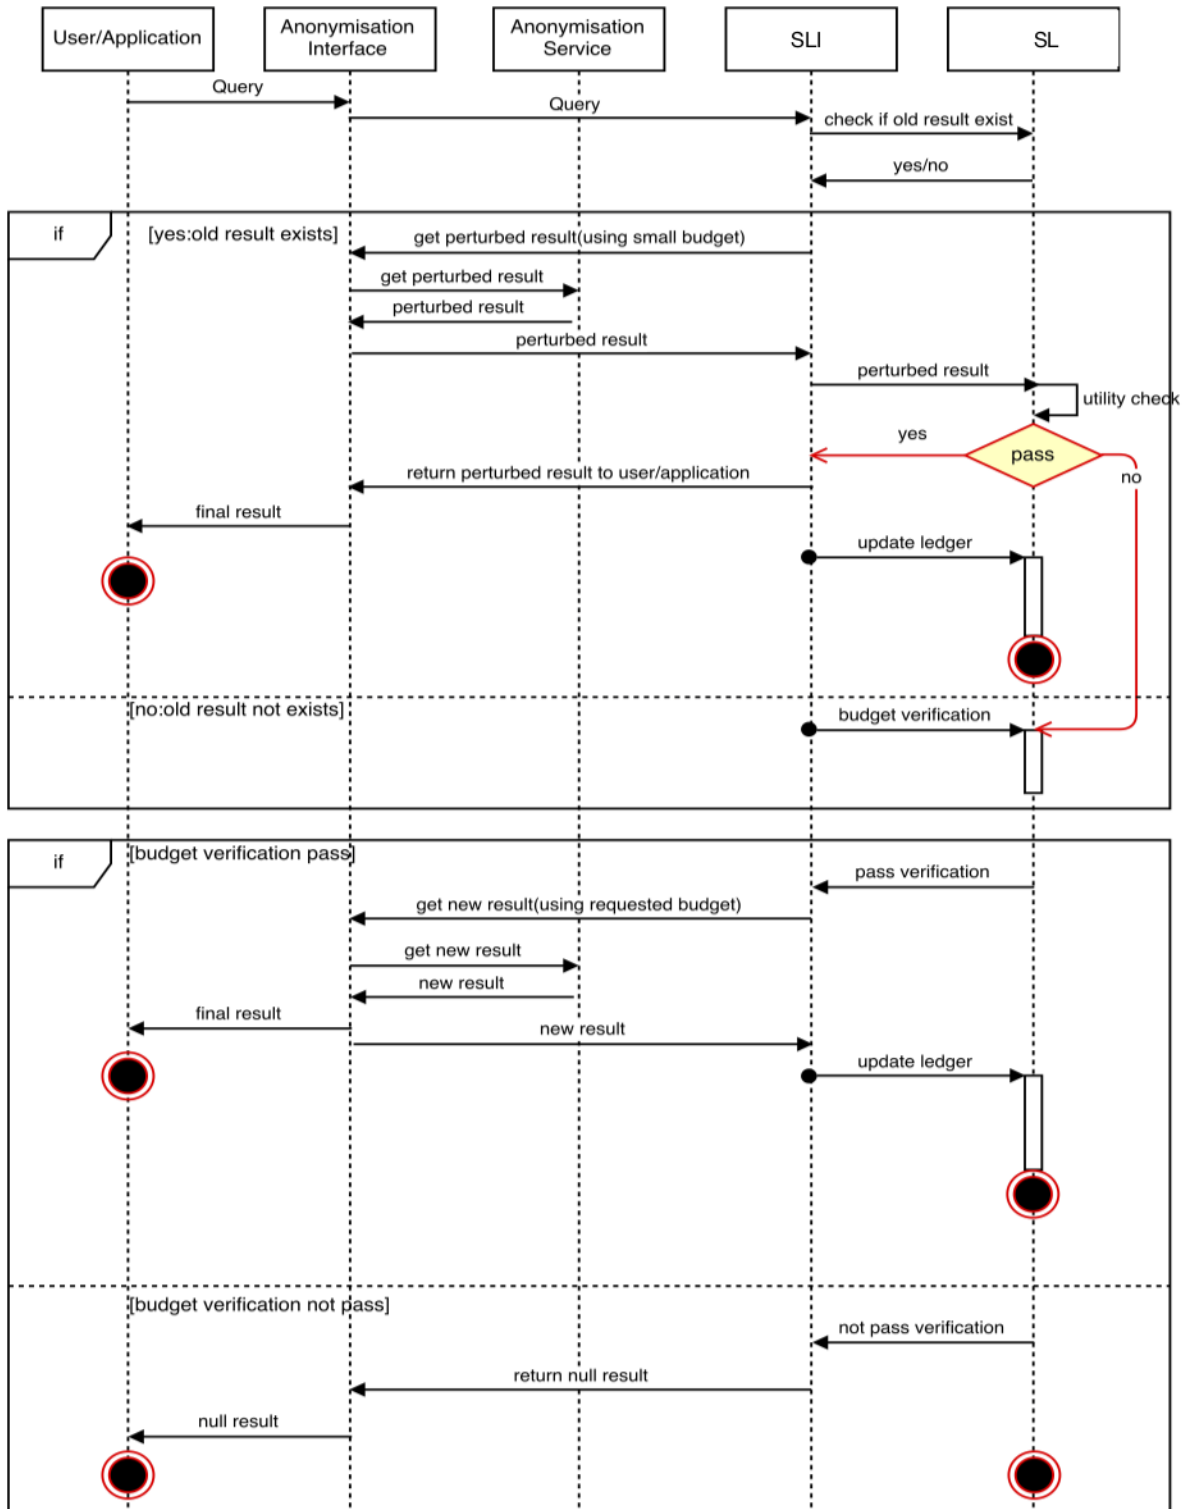 User/Application
Anonymisation
Interface
Anonymisation
Service
SLI
SL
Query
Query
check if old result exist
yes/no
if
[yes:old result exists]
get perturbed result(using small budget)
get perturbed result
perturbed result
perturbed result
perturbed result
utility check
yes
pass
no
return perturbed result to user/application
final result
update ledger
[no:old result not exists]
budget verification
if
[budget verification pass]
pass verification
get new result(using requested budget)
get new result
new result
final result
new result
update ledger
[budget verification not pass]
not pass verification
return null result
null result